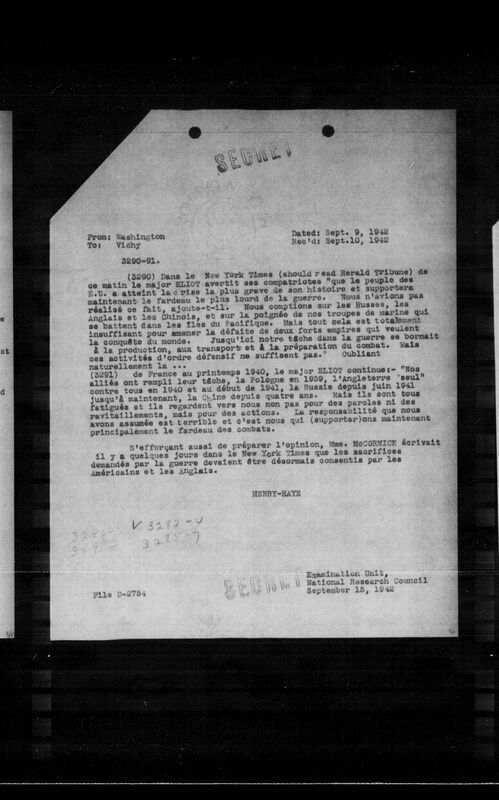 SECRET
From: Washington
To: Vichy
Dated: Sept. 9, 1942
Rec'd: Sept.10, 1942
3290-91.
(3290) Dans le New York Times (should read Herald Tribune) de
ce matin le major ELIOT avertit ses compatriotes "que le peuple des
E.U. a atteint la crise la plus grave de son histoire et supportera
maintenant le fardeau le plus lourd de la guerre. Nous n'avions pas
réalisé ce fait, ajoute-t-il. Nous comptions sur les Russes, les
Anglais et les Chinois, et sur la poignée de nos troupes de marine qui
se battent dans les îles du Pacifique. Mais tout cela est totalement
insuffisant pour amener la défaite de deux forts empires qui veulent
la conquête du monde. Jusqu'ici notre tâche dans la guerre se bornait
à la production, aux transport et à la préparation du combat. Mais
ces activités d'ordre défensif ne suffisent pas." Oubliant
naturellement la ...
(3291) de France au printemps 1940, le major ELIOT continue:- "Nos
alliés ont rempli leur tâche, la Pologne en 1939, l'Angleterre "seul"
contre tous en 1940 et au début de 1941, la Russie depuis juin 1941
jusqu'à maintenant, la Chine depuis quatre ans. Mais ils sont tous
fatigués et ils regardent vers nous non pas pour des paroles ni des
ravitaillements, mais pour des actions. La responsabilité que nous
avons assumée est terrible et c'est nous qui (supporter)ons maintenant
principalement le fardeau des combats.
S'efforçant aussi de préparer l'opinion, Mme. McCORMICK écrivait
il y a quelques jours dans le New York Times que les sacrifices
demandés par la guerre devaient être désormais consentis par les
Américains et les Anglais.
HENRY-HAYE
V 3282-4
3285-7
SECRET
Examination Unit,
National Research Council
September 15, 1942
File D-2754